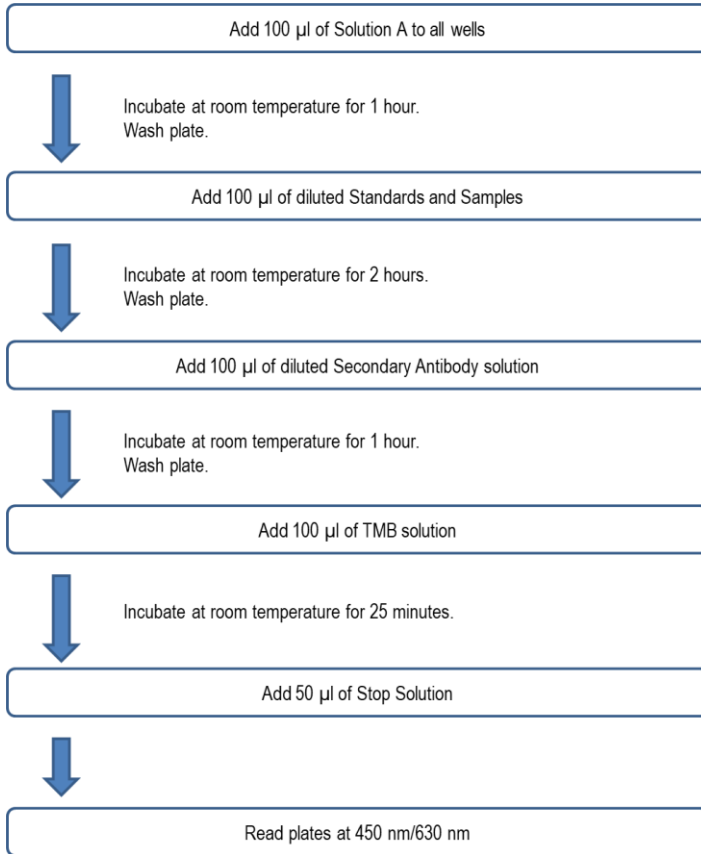 Add 100 µl of Solution A to all wells
Incubate at room temperature for 1 hour.
Wash plate.
Add 100 µl of diluted Standards and Samples
Incubate at room temperature for 2 hours.
Wash plate.
Add 100 µl of diluted Secondary Antibody solution
Incubate at room temperature for 1 hour.
Wash plate.
Add 100 µl of TMB solution
Incubate at room temperature for 25 minutes.
Add 50 µl of Stop Solution
Read plates at 450 nm/630 nm